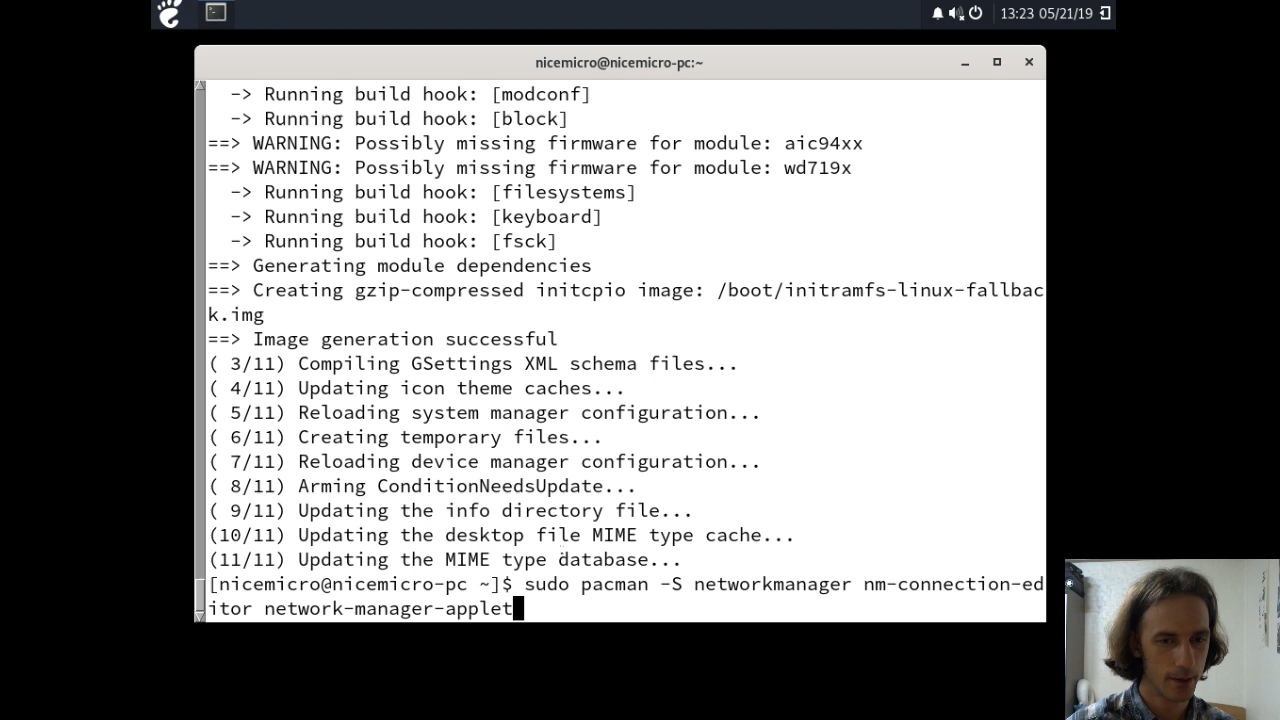 13:23 05/21/19
nicemicro@nicemicro-pc:~
-> Running build hook: [modconf]
-> Running build hook: [block]
==> WARNING: Possibly missing firmware for module: aic94xx
==> WARNING: Possibly missing firmware for module: wd719x
-> Running build hook: [filesystems]
-> Running build hook: [keyboard]
-> Running build hook: [fsck]
==> Generating module dependencies
==> Creating gzip-compressed initcpio image: /boot/initramfs-linux-fallbac
k.img
==> Image generation successful
( 3/11) Compiling GSettings XML schema files...
( 4/11) Updating icon theme caches...
( 5/11) Reloading system manager configuration...
( 6/11) Creating temporary files...
( 7/11) Reloading device manager configuration...
( 8/11) Arming ConditionNeedsUpdate...
( 9/11) Updating the info directory file...
(10/11) Updating the desktop file MIME type cache...
(11/11) Updating the MIME type database...
[nicemicro@nicemicro-pc ~]$ sudo pacman -S networkmanager nm-connection-ed
itor network-manager-applet